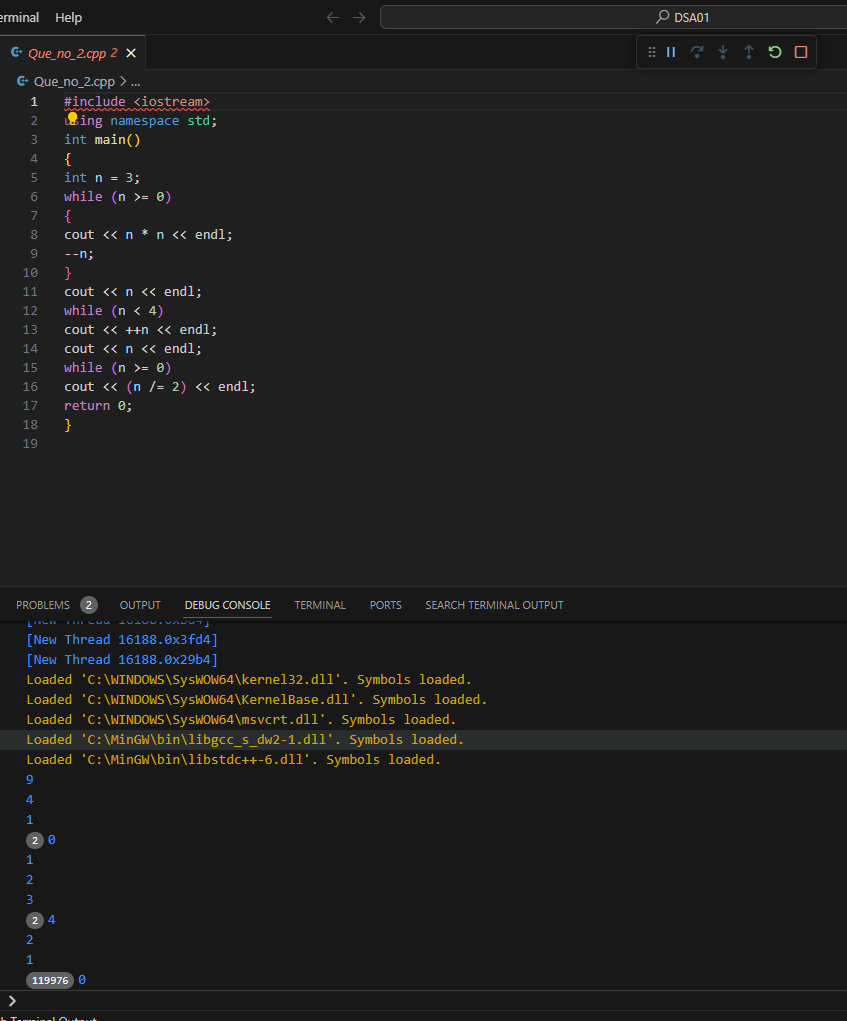 erminal Help
DSA01
Que_no_2.cpp 2
Que_no_2.cpp > ...
1 #include <iostream>
2 using namespace std;
3 int main()
4 {
5 int n = 3;
6 while (n >= 0)
7 {
8 cout << n * n << endl;
9 --n;
10 }
11 cout << n << endl;
12 while (n < 4)
13 cout << ++n << endl;
14 cout << n << endl;
15 while (n >= 0)
16 cout << (n /= 2) << endl;
17 return 0;
18 }
19
PROBLEMS 2 OUTPUT DEBUG CONSOLE TERMINAL PORTS SEARCH TERMINAL OUTPUT
[New Thread 16188.0xbd4]
[New Thread 16188.0x3fd4]
[New Thread 16188.0x29b4]
Loaded 'C:\WINDOWS\SysWOW64\kernel32.dll'. Symbols loaded.
Loaded 'C:\WINDOWS\SysWOW64\KernelBase.dll'. Symbols loaded.
Loaded 'C:\WINDOWS\SysWOW64\msvcrt.dll'. Symbols loaded.
Loaded 'C:\MinGW\bin\libgcc_s_dw2-1.dll'. Symbols loaded.
Loaded 'C:\MinGW\bin\libstdc++-6.dll'. Symbols loaded.
9
4
1
2 0
1
2
3
2 4
2
1
119976 0
>
h Terminal Output